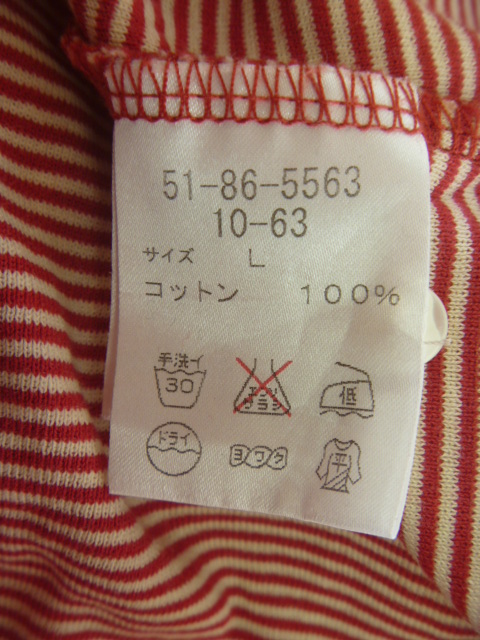 51-86-5563
10-63
サイズ L
コットン 100%
手洗イ
30
エンソ
サラシ
低
ドライ
ヨワク
平